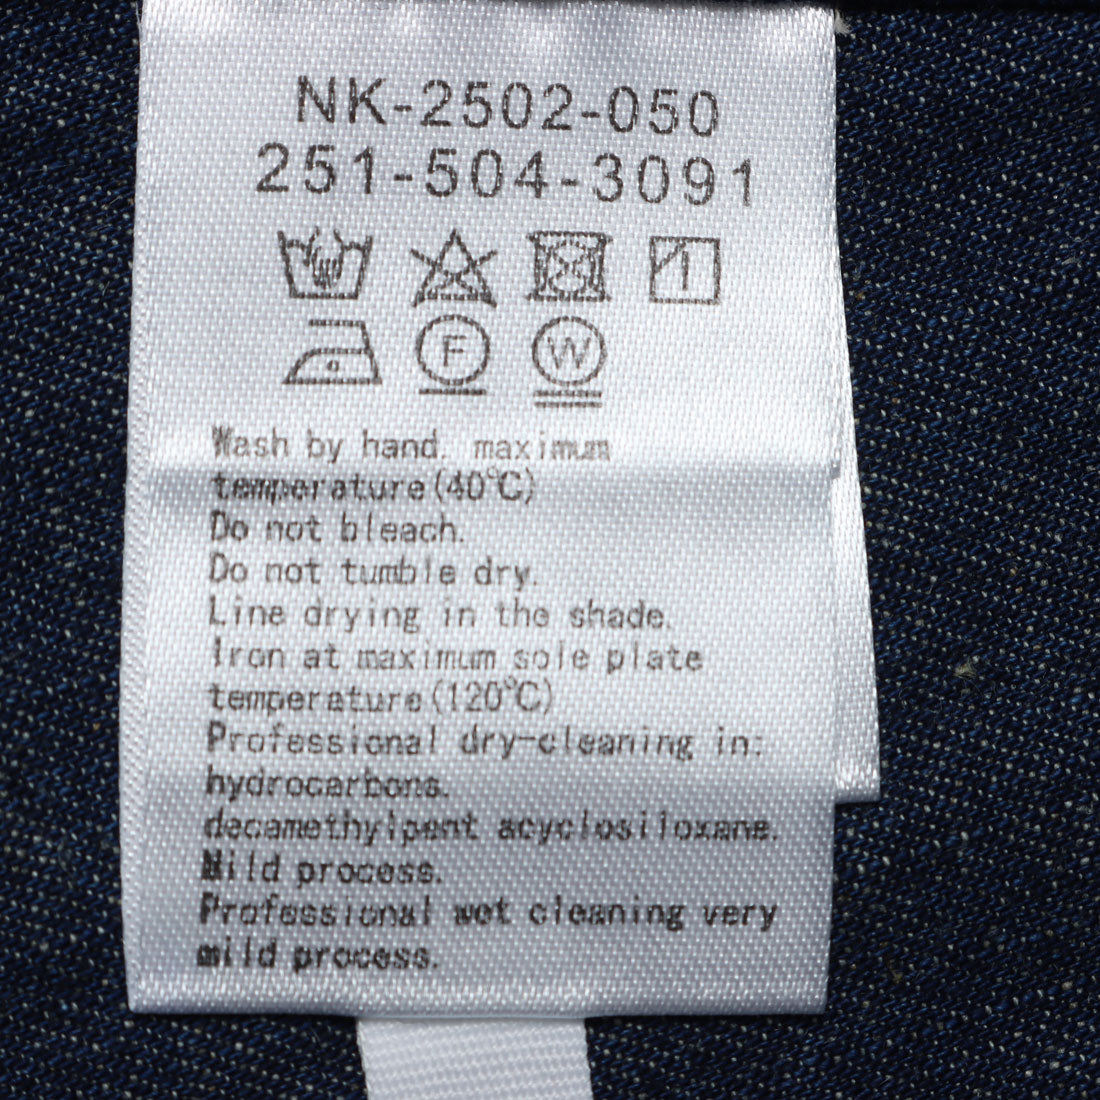 NK-2502-050
251-504-3091
F W
Wash by hand. maximum
temperature(40℃)
Do not bleach.
Do not tumble dry.
Line drying in the shade.
Iron at maximum sole plate
temperature(120℃)
Professional dry-cleaning in:
hydrocarbons.
decamethylpent acyclosiloxane.
Mild process.
Professional wet cleaning very
mild process.